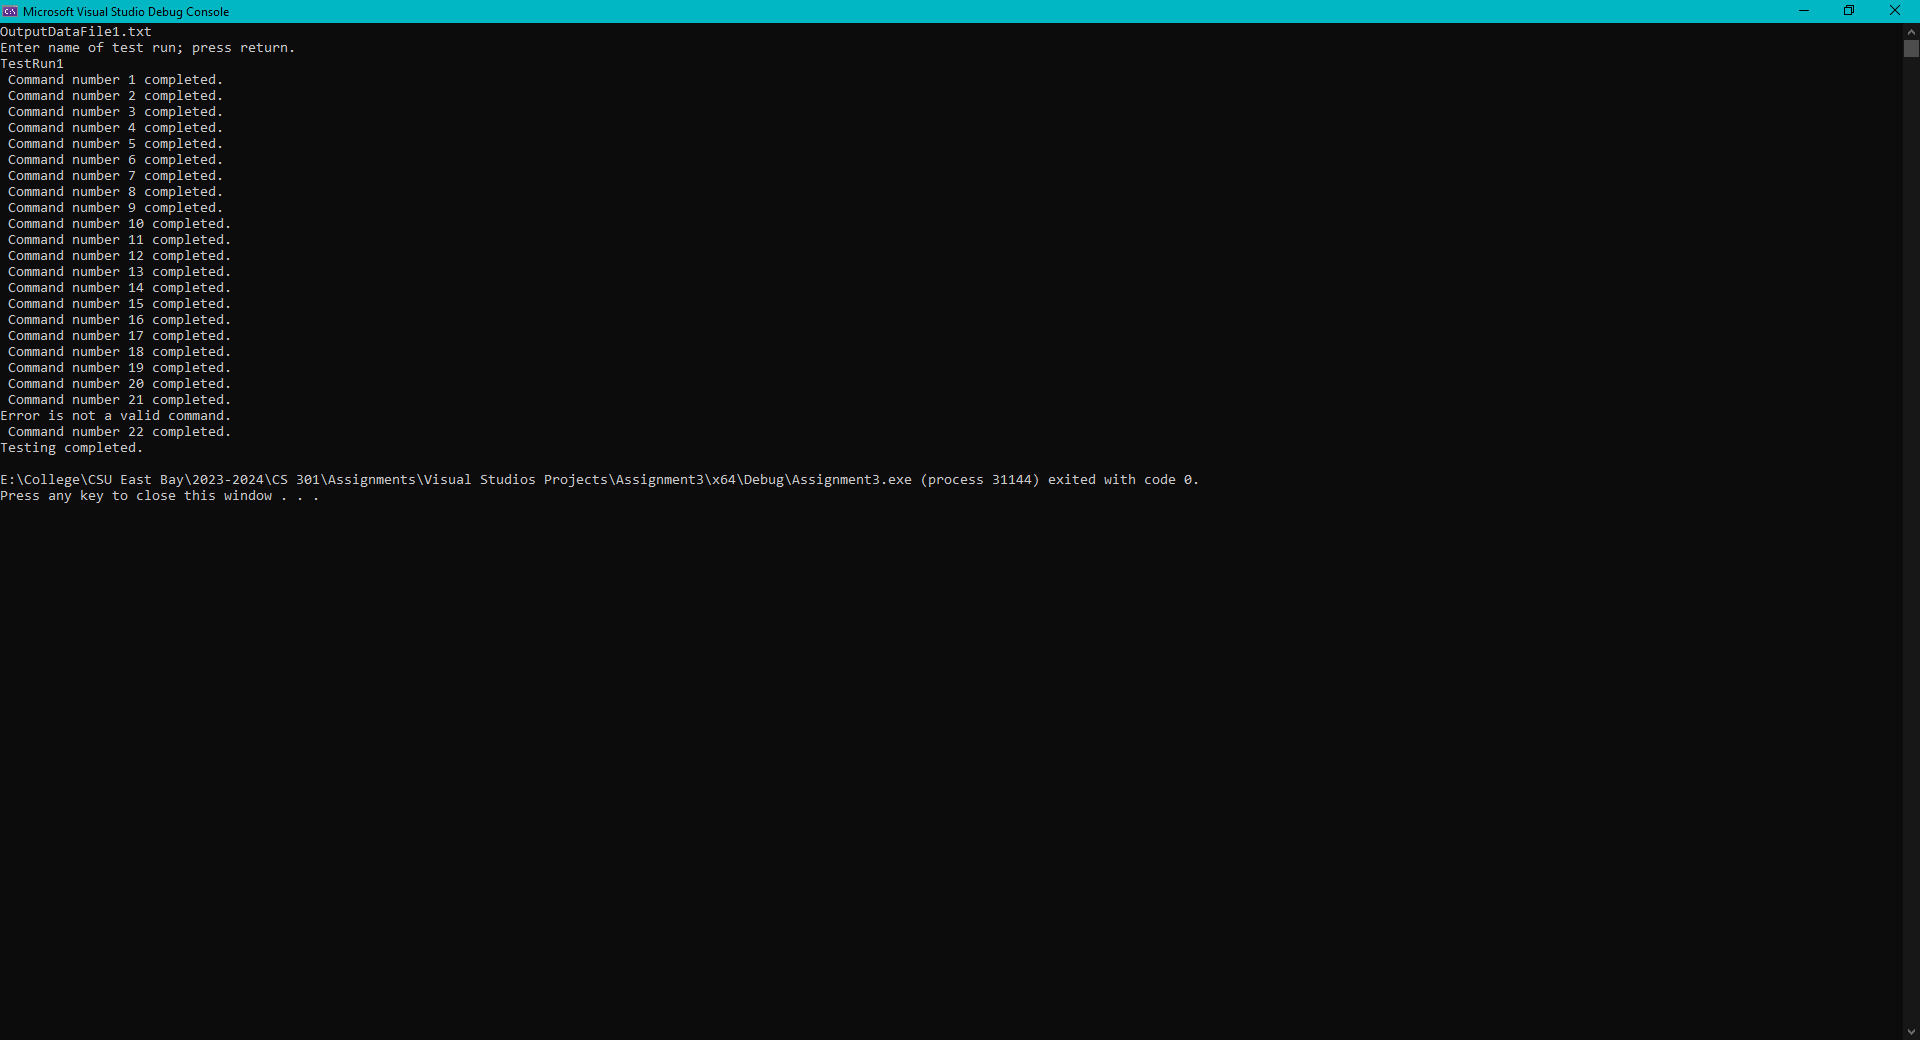 Microsoft Visual Studio Debug Console
OutputDataFile1.txt
Enter name of test run; press return.
TestRun1
 Command number 1 completed.
 Command number 2 completed.
 Command number 3 completed.
 Command number 4 completed.
 Command number 5 completed.
 Command number 6 completed.
 Command number 7 completed.
 Command number 8 completed.
 Command number 9 completed.
 Command number 10 completed.
 Command number 11 completed.
 Command number 12 completed.
 Command number 13 completed.
 Command number 14 completed.
 Command number 15 completed.
 Command number 16 completed.
 Command number 17 completed.
 Command number 18 completed.
 Command number 19 completed.
 Command number 20 completed.
 Command number 21 completed.
Error is not a valid command.
 Command number 22 completed.
Testing completed.
E:\College\CSU East Bay\2023-2024\CS 301\Assignments\Visual Studios Projects\Assignment3\x64\Debug\Assignment3.exe (process 31144) exited with code 0.
Press any key to close this window . . .